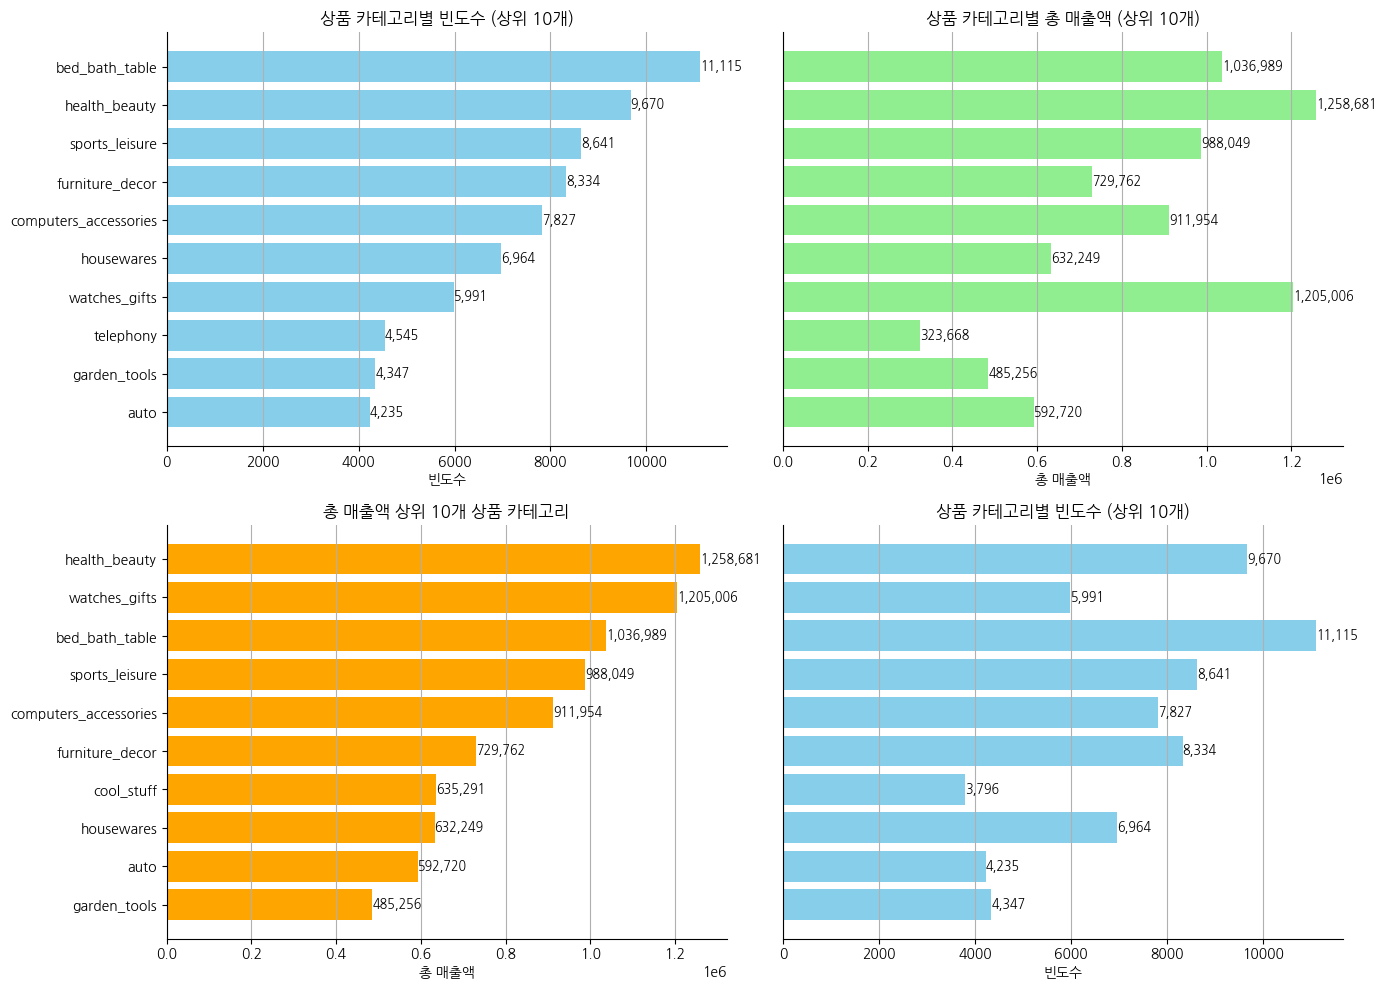 상품 카테고리별 빈도수 (상위 10개)
bed_bath_table
11,115
health_beauty
9,670
sports_leisure
8,641
furniture_decor
8,334
computers_accessories
7,827
housewares
6,964
watches_gifts
5,991
telephony
4,545
garden_tools
4,347
auto
4,235
0 2000 4000 6000 8000 10000
빈도수
상품 카테고리별 총 매출액 (상위 10개)
1,036,989
1,258,681
988,049
729,762
911,954
632,249
1,205,006
323,668
485,256
592,720
0.0 0.2 0.4 0.6 0.8 1.0 1.2
총 매출액
1e6
총 매출액 상위 10개 상품 카테고리
health_beauty
1,258,681
watches_gifts
1,205,006
bed_bath_table
1,036,989
sports_leisure
988,049
computers_accessories
911,954
furniture_decor
729,762
cool_stuff
635,291
housewares
632,249
auto
592,720
garden_tools
485,256
0.0 0.2 0.4 0.6 0.8 1.0 1.2
총 매출액
1e6
상품 카테고리별 빈도수 (상위 10개)
9,670
5,991
11,115
8,641
7,827
8,334
3,796
6,964
4,235
4,347
0 2000 4000 6000 8000 10000
빈도수